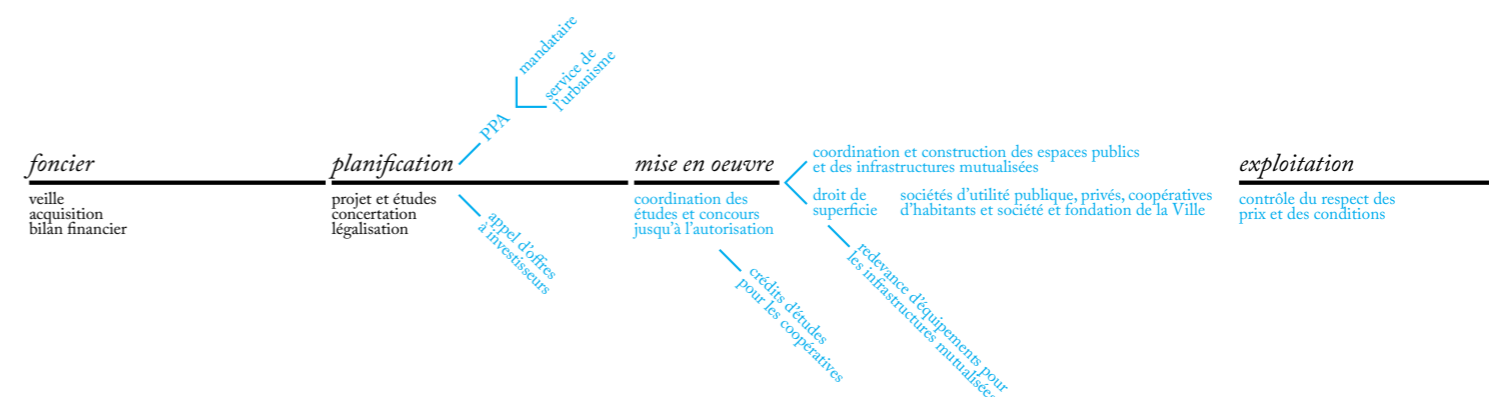 mandataire
service de
l'urbanisme
PPA
foncier
veille
acquisition
bilan financier
planification
projet et études
concertation
légalisation
appel d'offres
à investisseurs
mise en oeuvre
coordination des
études et concours
jusqu'à l'autorisation
crédits d'études
pour les coopératives
coordination et construction des espaces publics
et des infrastructures mutualisées
droit de
superficie
sociétés d'utilité publique, privés, coopératives
d'habitants et société et fondation de la Ville
redevance d'équipements pour
les infrastructures mutualisées
exploitation
contrôle du respect des
prix et des conditions